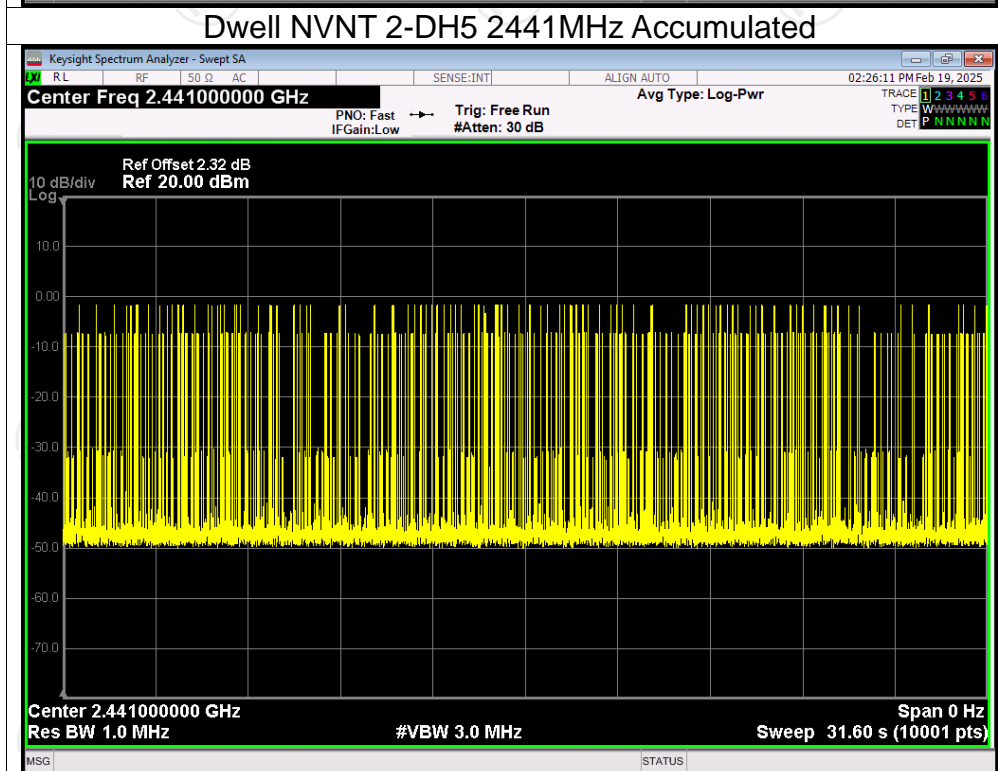 Dwell NVNT 2-DH5 2441MHz Accumulated
Keysight Spectrum Analyzer - Swept SA
LXI RL RF 50 Ω AC SENSE:INT ALIGN AUTO 02:26:11 PM Feb 19, 2025
Center Freq 2.441000000 GHz Avg Type: Log-Pwr TRACE 1 2 3 4 5 6
PNO: Fast Trig: Free Run TYPE WWWWWW
IFGain:Low #Atten: 30 dB DET P N N N N N
Ref Offset 2.32 dB
10 dB/div Ref 20.00 dBm
Log
10.0
0.00
-10.0
-20.0
-30.0
-40.0
-50.0
-60.0
-70.0
Center 2.441000000 GHz Span 0 Hz
Res BW 1.0 MHz #VBW 3.0 MHz Sweep 31.60 s (10001 pts)
MSG STATUS